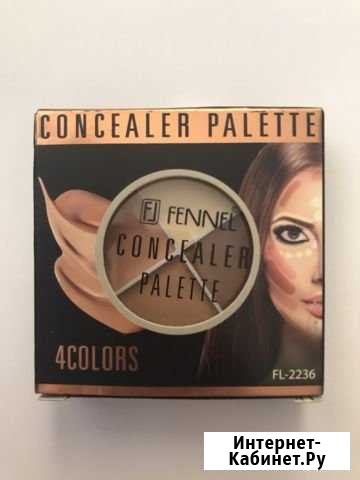 CONCEALER PALETTE
FJ FENNEL
CONCEALER
PALETTE
4COLORS
FL-2236
Интернет-
Кабинет.Ру